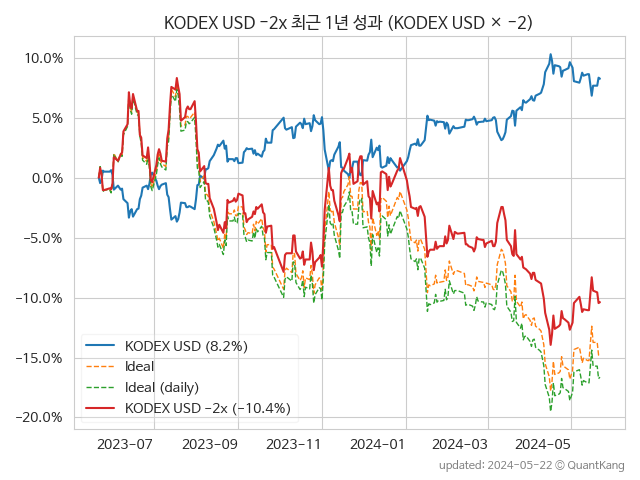 KODEX USD −2x 최근 1년 성과 (KODEX USD × −2)
10.0%
5.0%
0.0%
−5.0%
−10.0%
−15.0%
−20.0%
KODEX USD (8.2%)
Ideal
Ideal (daily)
KODEX USD −2x (−10.4%)
2023−07 2023−09 2023−11 2024−01 2024−03 2024−05
updated: 2024−05−22 © QuantKang